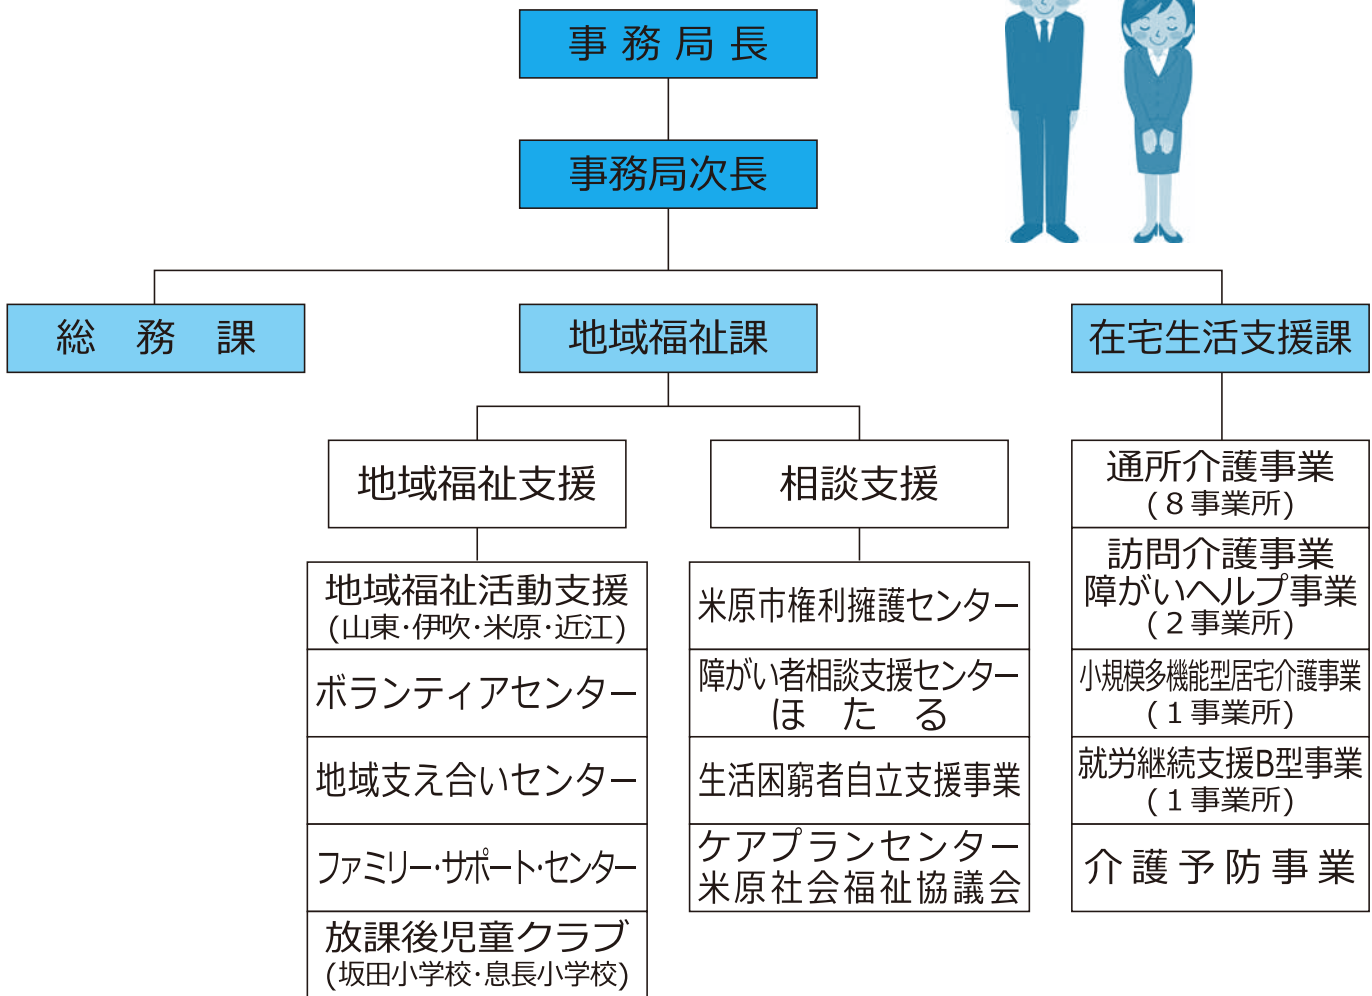 事務局長
事務局次長
総務課
地域福祉課
在宅生活支援課
地域福祉支援
地域福祉活動支援
(山東・伊吹・米原・近江)
ボランティアセンター
地域支え合いセンター
ファミリー・サポート・センター
放課後児童クラブ
(坂田小学校・息長小学校)
相談支援
米原市権利擁護センター
障がい者相談支援センター
ほたる
生活困窮者自立支援事業
ケアプランセンター
米原社会福祉協議会
通所介護事業
(8事業所)
訪問介護事業
障がいヘルプ事業
(2事業所)
小規模多機能型居宅介護事業
(1事業所)
就労継続支援B型事業
(1事業所)
介護予防事業